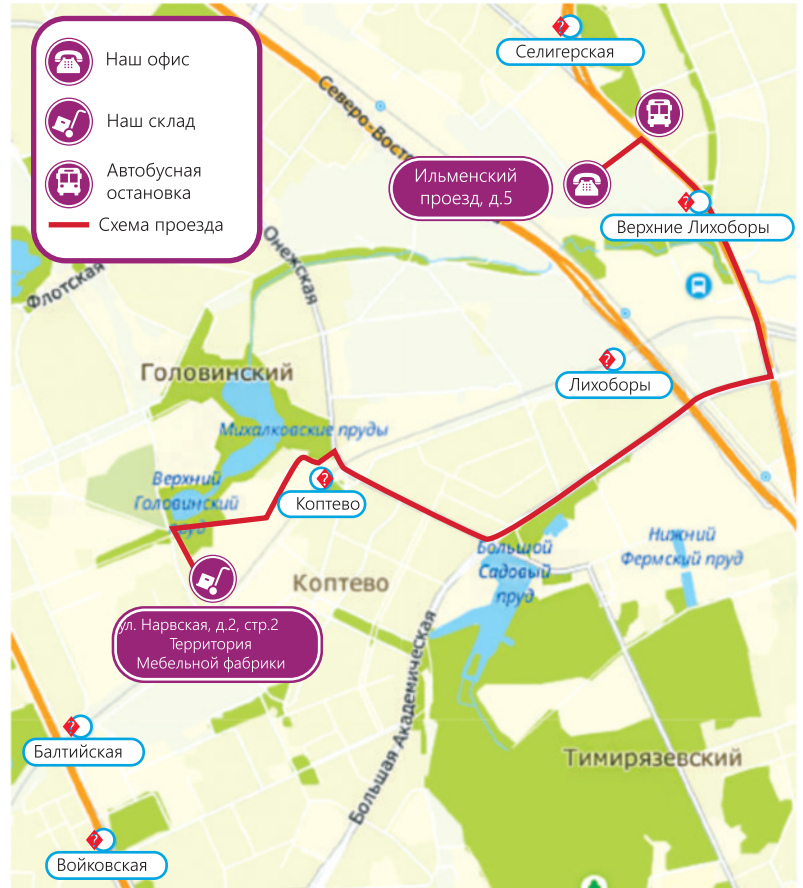 Наш офис
Наш склад
Автобусная
остановка
Схема проезда
Селигерская
Северо-Восто
Ильменский
проезд, д.5
Верхние Лихоборы
Онежская
Флотская
Головинский
Лихоборы
Михалковские пруды
Верхний
Головинский
пруд
Коптево
Большой
Садовый
пруд
Нижний
Фермский пруд
Коптево
ул. Нарвская, д.2, стр.2
Территория
Мебельной фабрики
Большая Академическая
Балтийская
Тимирязевский
Войковская